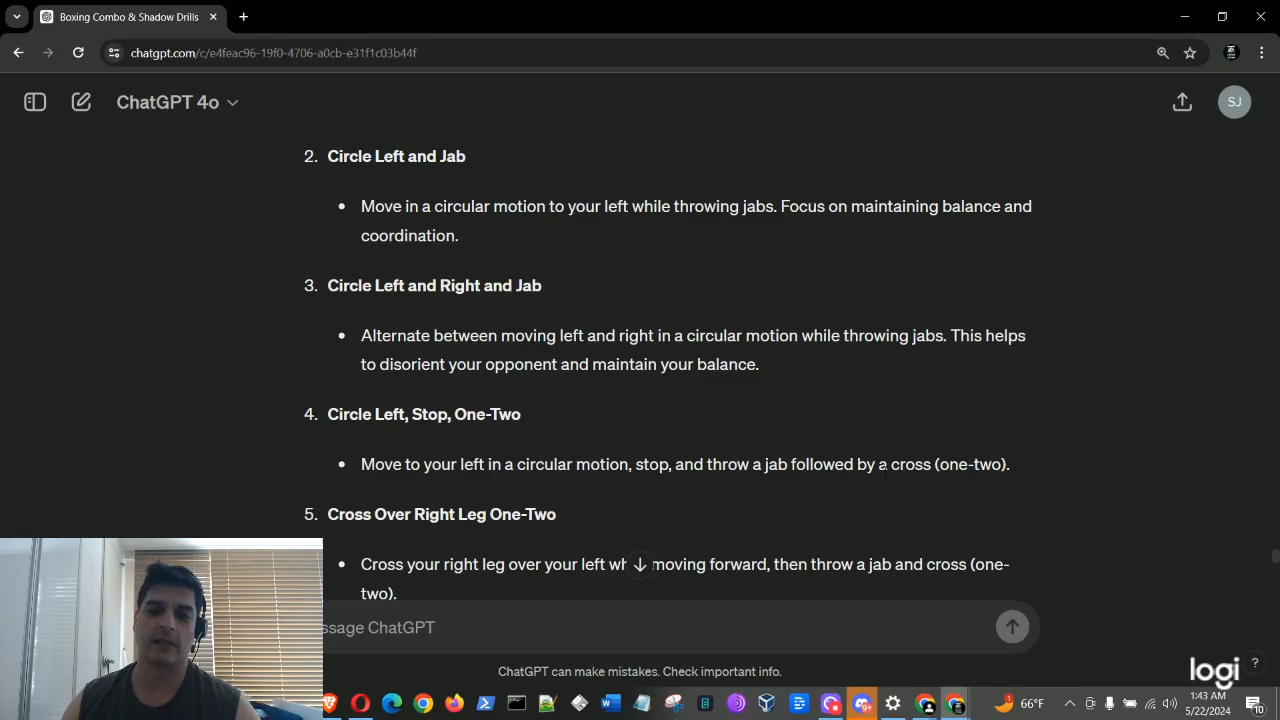 Boxing Combo & Shadow Drills
chatgpt.com/c/e4feac96-19f0-4706-a0cb-e31f1c03b44f
ChatGPT 4o
SJ
2. Circle Left and Jab
• Move in a circular motion to your left while throwing jabs. Focus on maintaining balance and
coordination.
3. Circle Left and Right and Jab
• Alternate between moving left and right in a circular motion while throwing jabs. This helps
to disorient your opponent and maintain your balance.
4. Circle Left, Stop, One-Two
• Move to your left in a circular motion, stop, and throw a jab followed by a cross (one-two).
5. Cross Over Right Leg One-Two
• Cross your right leg over your left wh moving forward, then throw a jab and cross (one-
two).
ssage ChatGPT
ChatGPT can make mistakes. Check important info.
?
logi
9+
66°F
1:43 AM
5/22/2024
10